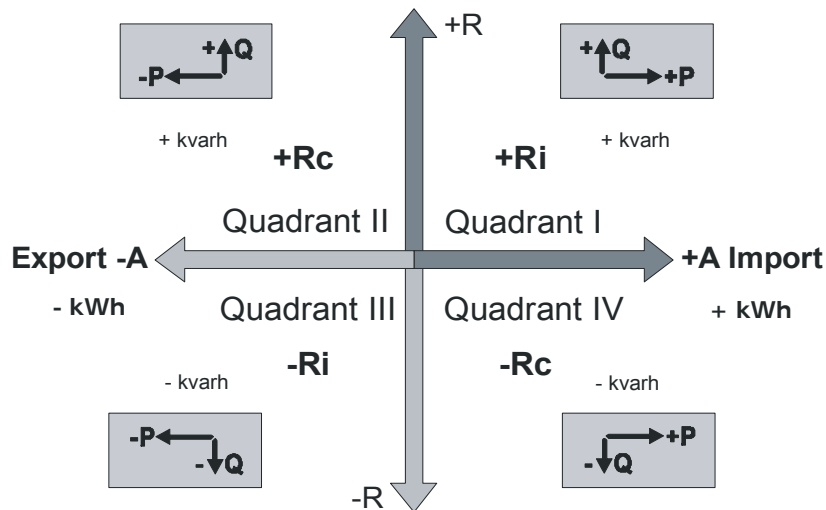 +R
+Q
-P
+Q
+P
+ kvarh
+ kvarh
+Rc
+Ri
Quadrant II
Quadrant I
Export -A
+A Import
- kWh
+ kWh
Quadrant III
Quadrant IV
-Ri
-Rc
- kvarh
- kvarh
-P
-Q
+P
-Q
-R